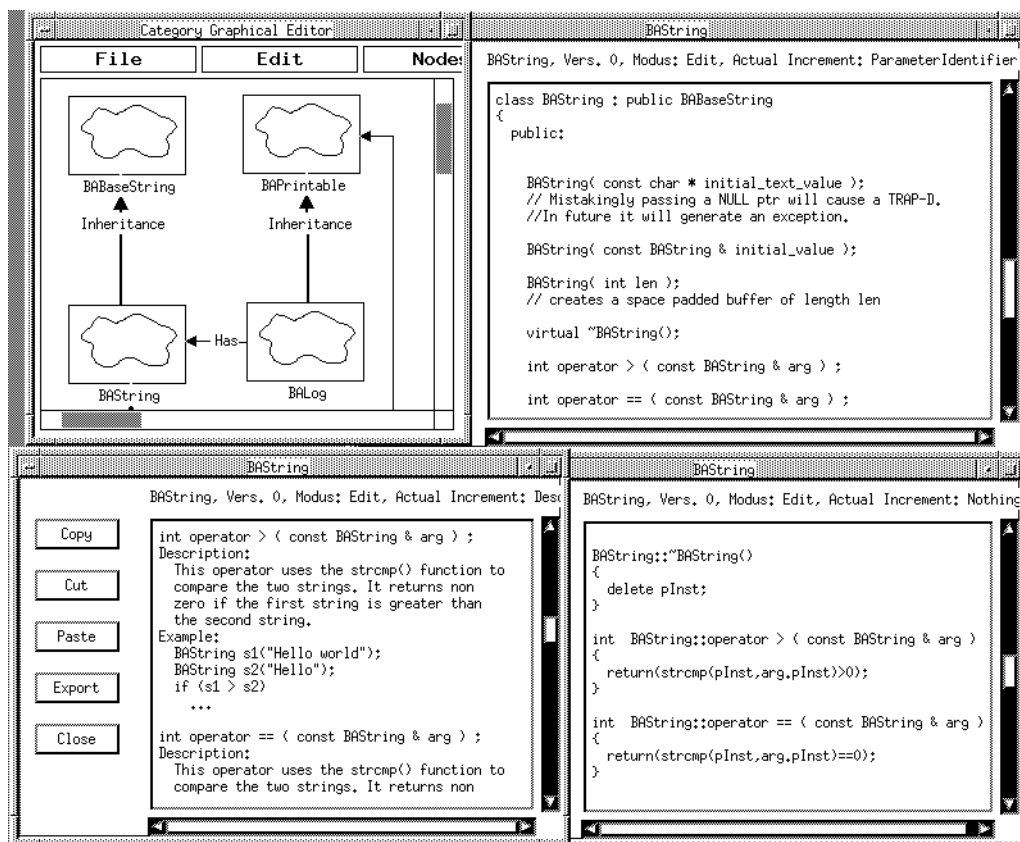 Category Graphical Editor
File Edit Nodes
BABaseString BAPrintable
Inheritance Inheritance
Has
BAString BALog
BAString
BAString, Vers. 0, Modus: Edit, Actual Increment: ParameterIdentifier
class BAString : public BABaseString
{
public:
BAString( const char * initial_text_value );
// Mistakingly passing a NULL ptr will cause a TRAP-D.
//In future it will generate an exception.
BAString( const BAString & initial_value );
BAString( int len );
// creates a space padded buffer of length len
virtual ~BAString();
int operator > ( const BAString & arg ) ;
int operator == ( const BAString & arg ) ;
BAString
BAString, Vers. 0, Modus: Edit, Actual Increment: Desc
Copy
Cut
Paste
Export
Close
int operator > ( const BAString & arg ) ;
Description:
This operator uses the strcmp() function to
compare the two strings. It returns non
zero if the first string is greater than
the second string.
Example:
BAString s1("Hello world");
BAString s2("Hello");
if (s1 > s2)
...
int operator == ( const BAString & arg ) ;
Description:
This operator uses the strcmp() function to
compare the two strings. It returns non
BAString
BAString, Vers. 0, Modus: Edit, Actual Increment: Nothing
BAString::~BAString()
{
delete pInst;
}
int BAString::operator > ( const BAString & arg )
{
return(strcmp(pInst,arg.pInst)>0);
}
int BAString::operator == ( const BAString & arg )
{
return(strcmp(pInst,arg.pInst)==0);
}